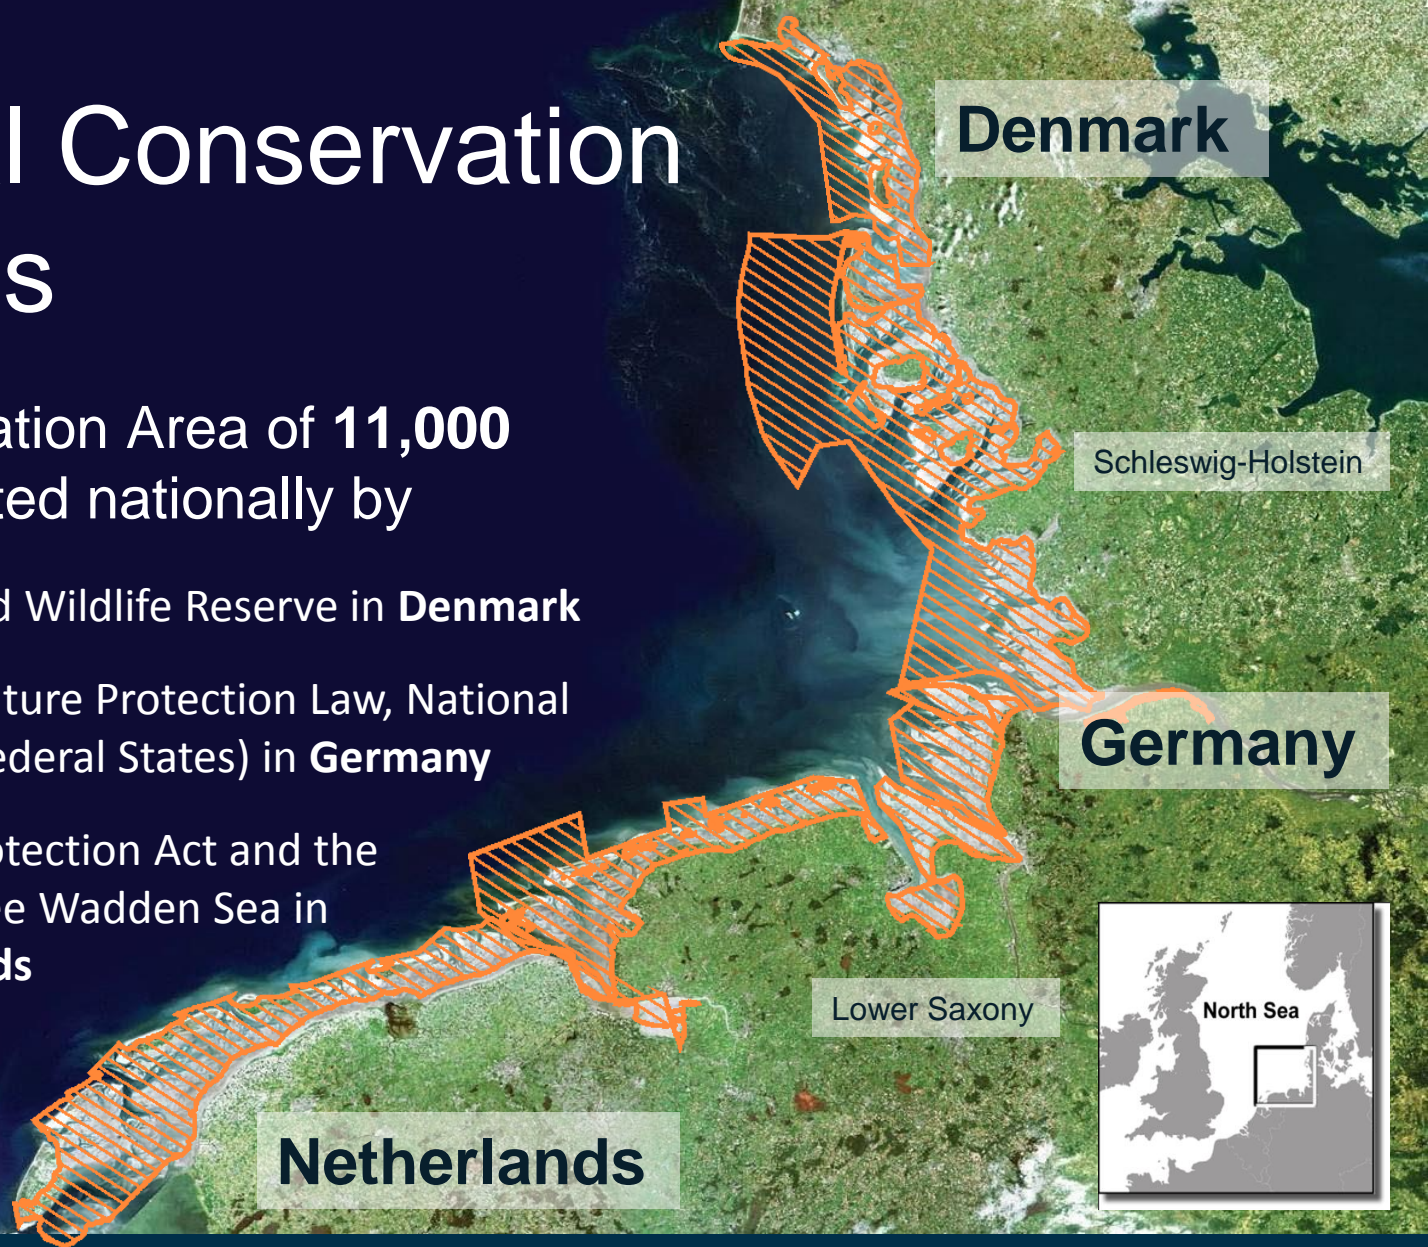 l Conservation
s
ation Area of 11,000
ted nationally by
d Wildlife Reserve in Denmark
ture Protection Law, National
ederal States) in Germany
otection Act and the
ee Wadden Sea in
ds
Denmark
Schleswig-Holstein
Germany
Lower Saxony
Netherlands
North Sea